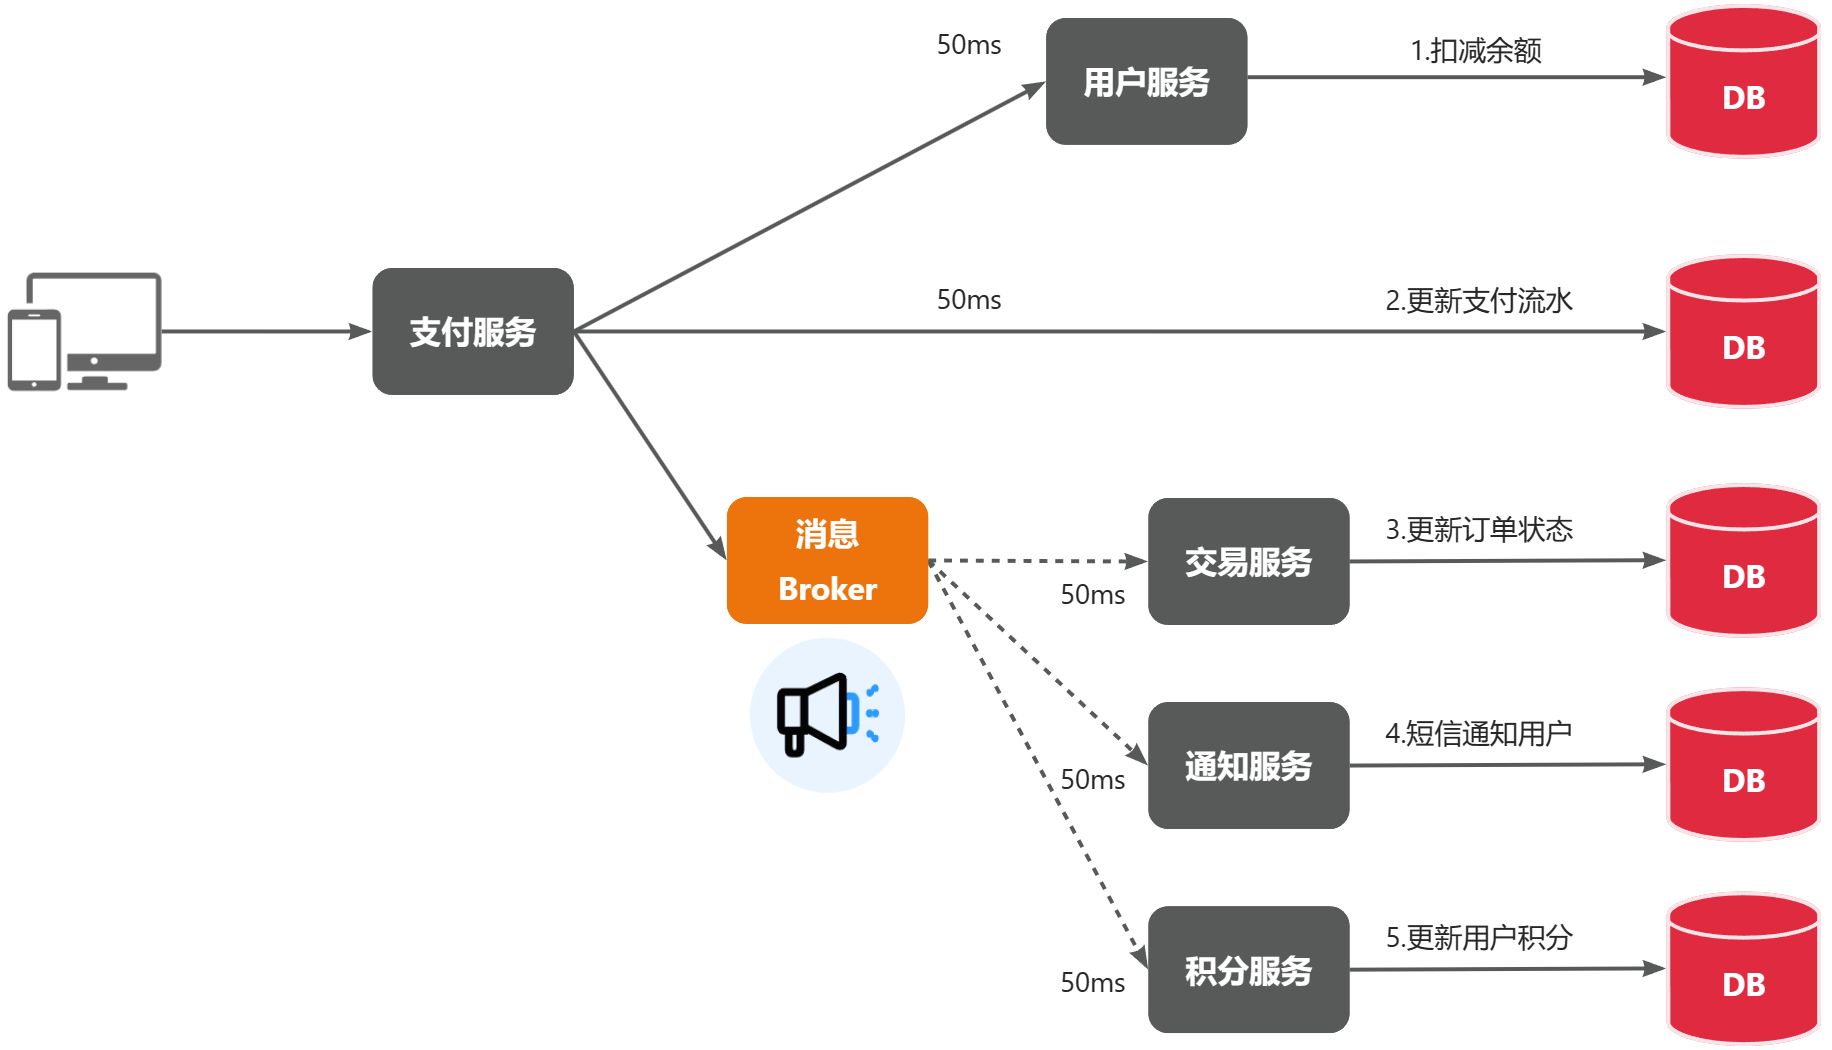 50ms
用户服务
1.扣减余额
DB
支付服务
50ms
2.更新支付流水
DB
消息
Broker
50ms
交易服务
3.更新订单状态
DB
50ms
通知服务
4.短信通知用户
DB
50ms
积分服务
5.更新用户积分
DB